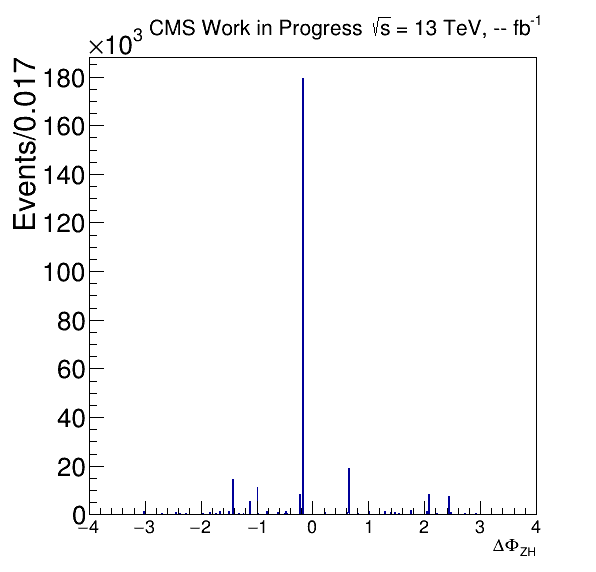 ×10³ CMS Work in Progress √s = 13 TeV, -- fb⁻¹
Events/0.017
180
160
140
120
100
80
60
40
20
0
−4 −3 −2 −1 0 1 2 3 4
ΔΦ_ZH